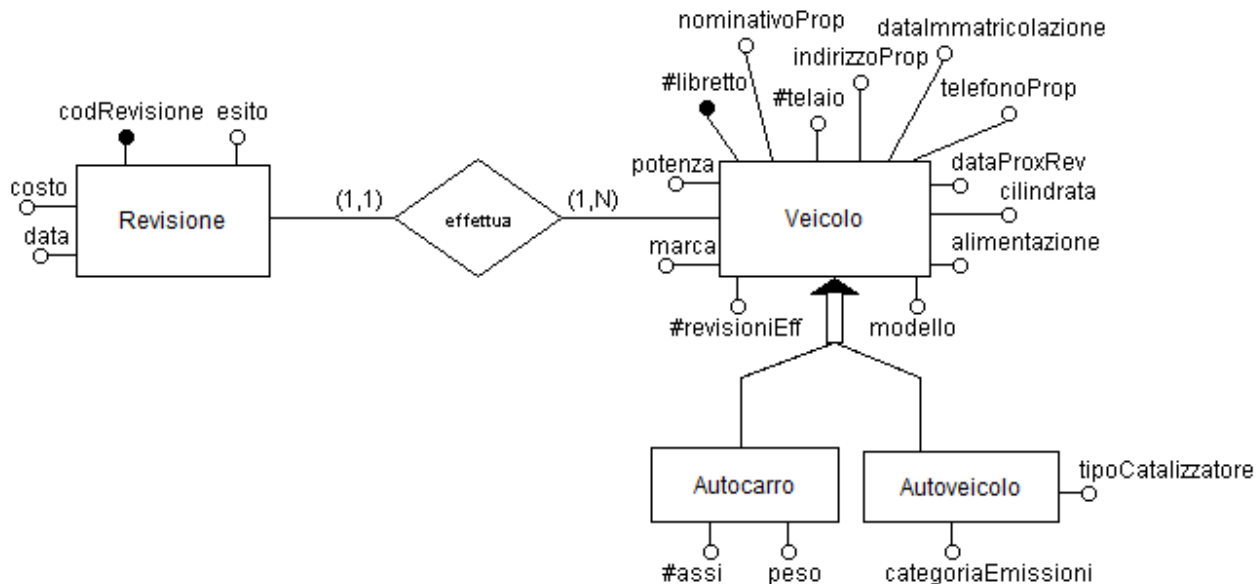 nominativoProp
dataImmatricolazione
indirizzoProp
#libretto
#telaio
telefonoProp
codRevisione esito
potenza
dataProxRev
costo
(1,1)
(1,N)
cilindrata
Revisione
effettua
Veicolo
data
marca
alimentazione
#revisioniEff
modello
tipoCatalizzatore
Autocarro
Autoveicolo
#assi
peso
categoriaEmissioni